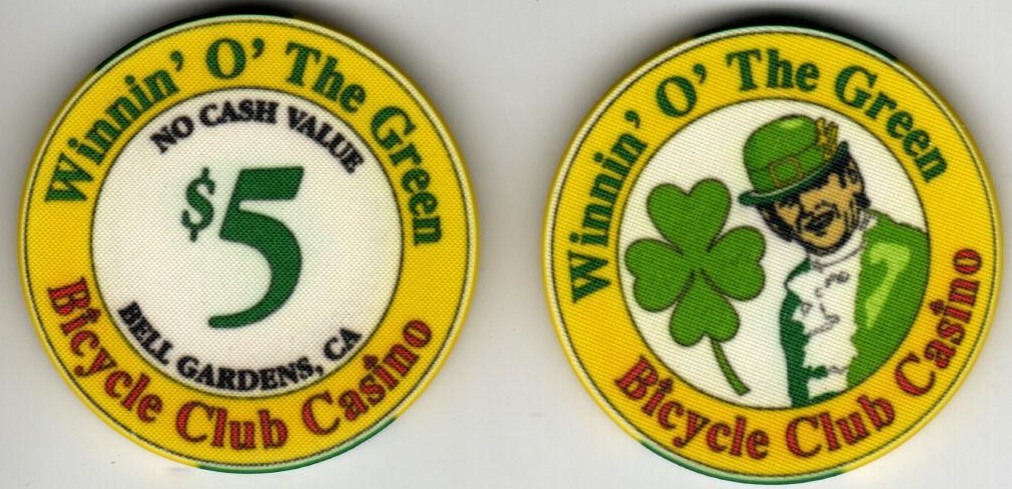 Winnin' O' The Green
NO CASH VALUE
$5
BELL GARDENS, CA
Bicycle Club Casino
Winnin' O' The Green
Bicycle Club Casino